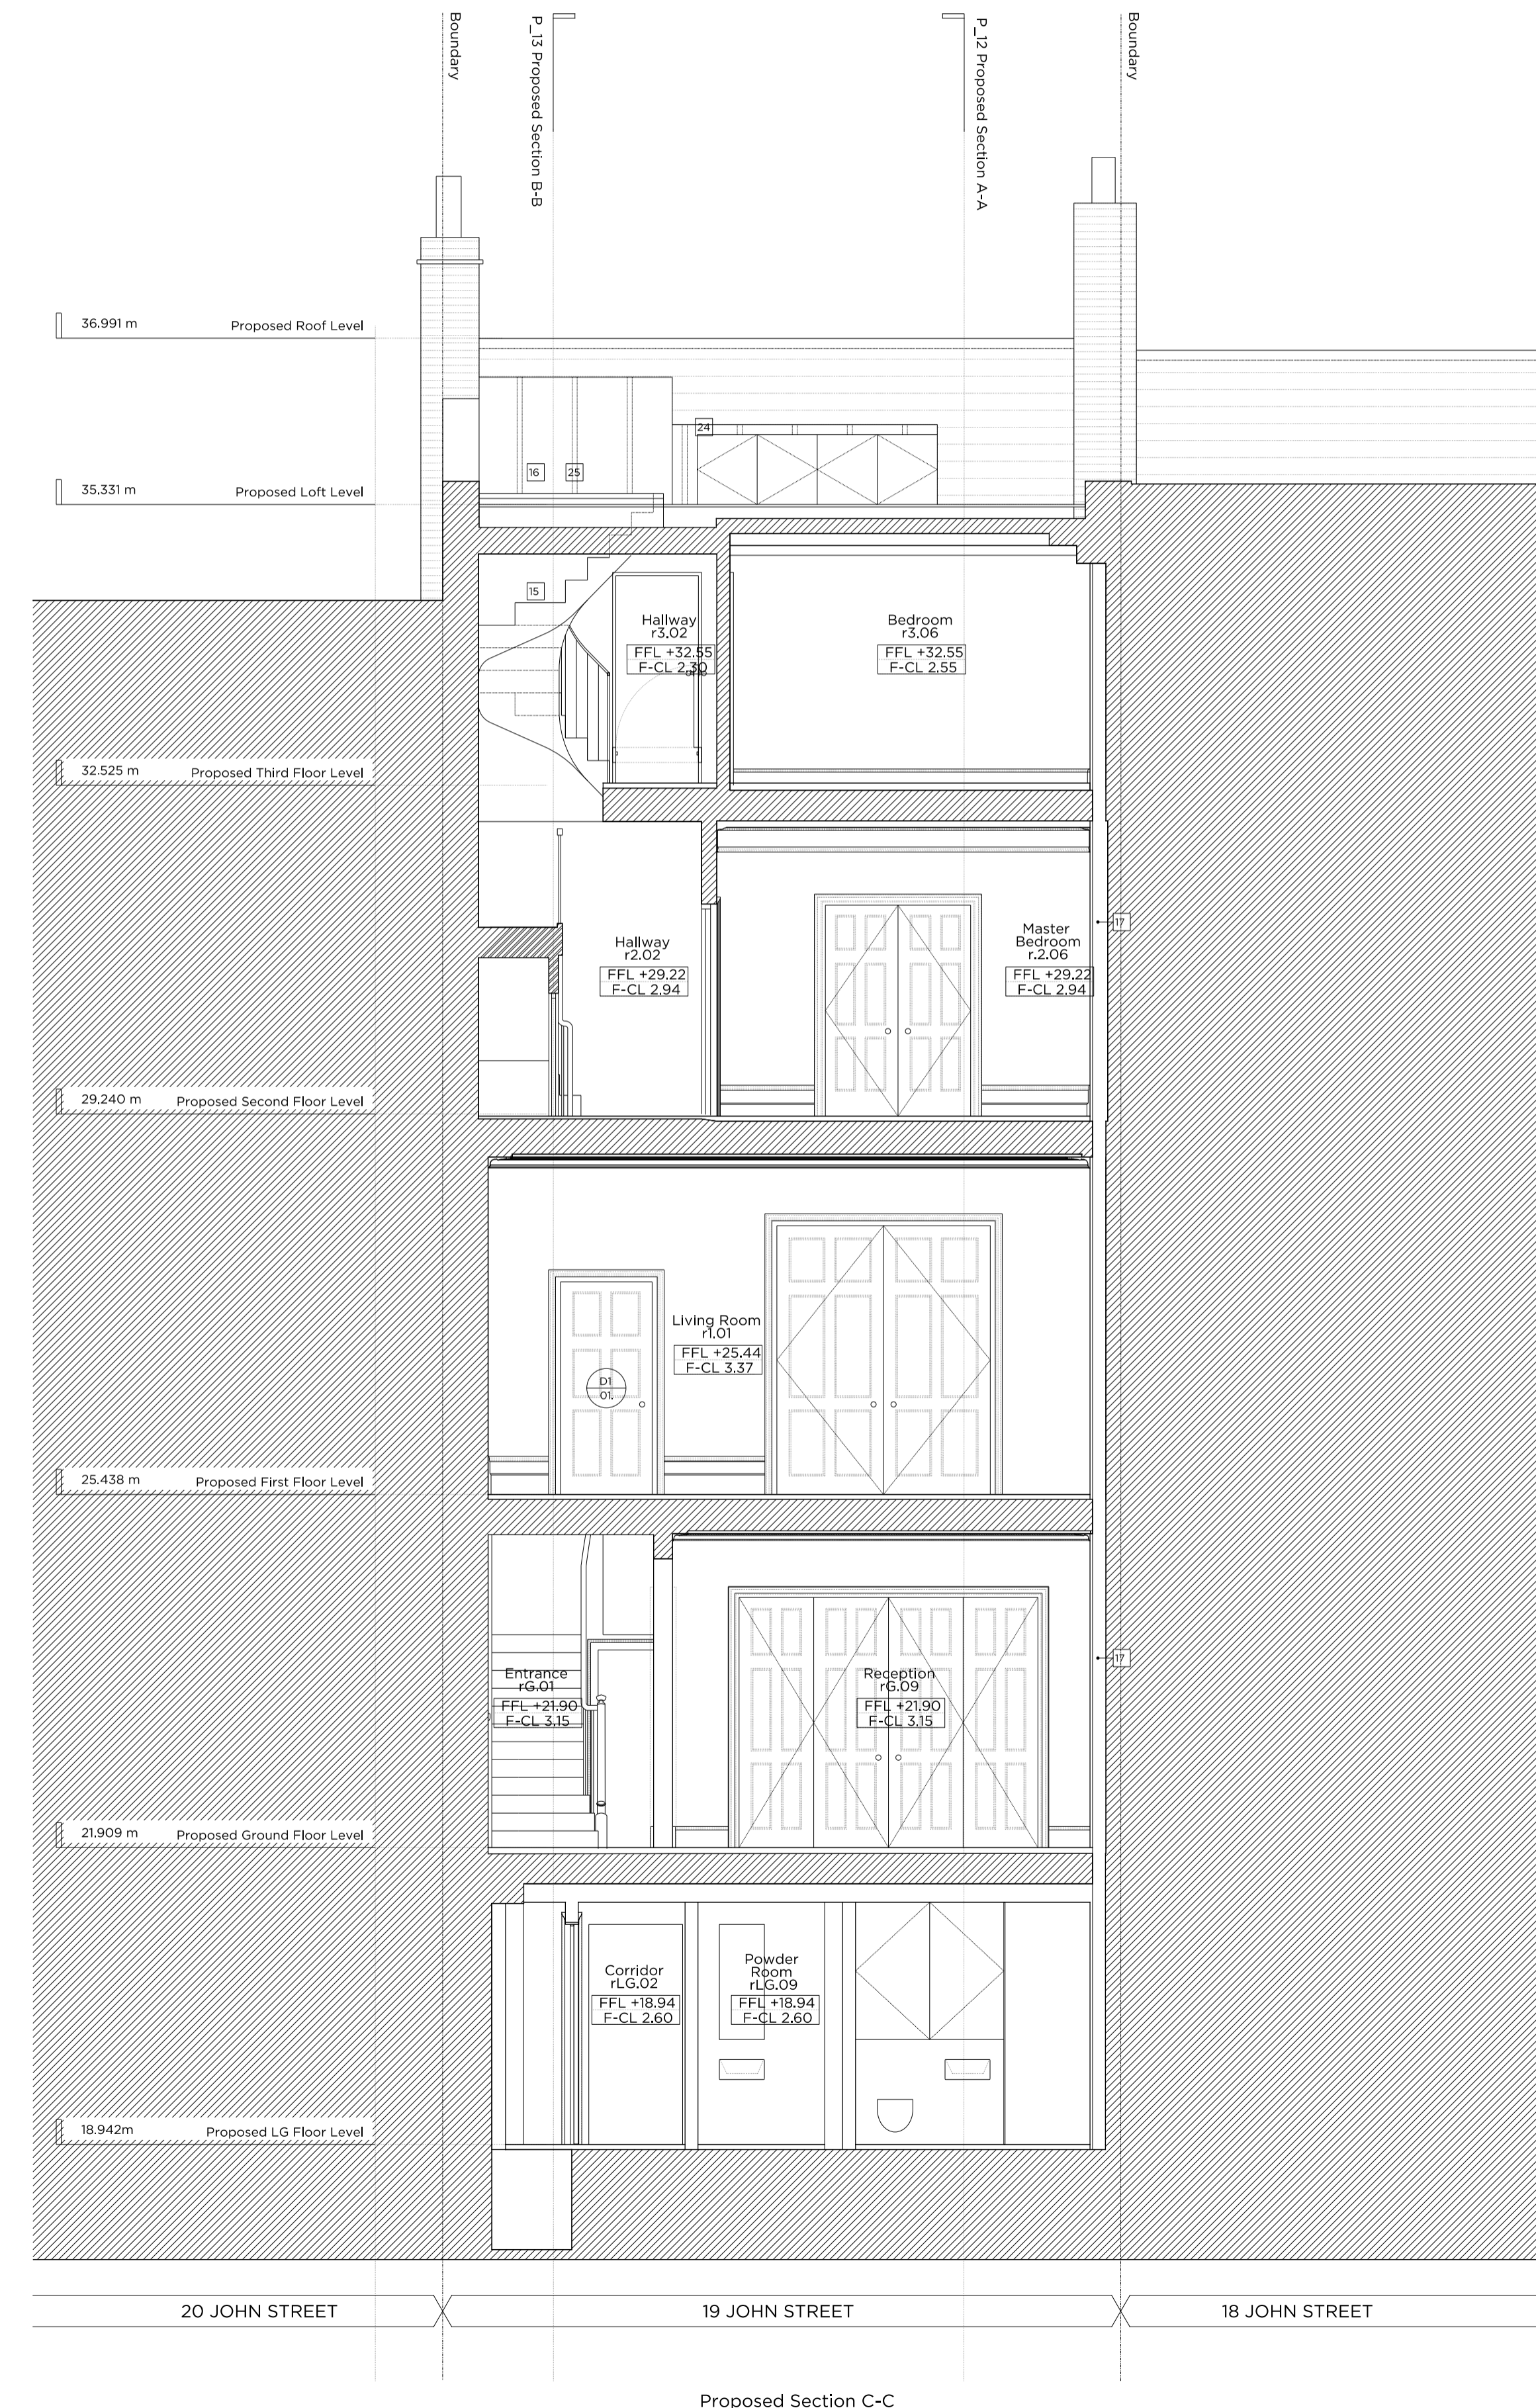 Boundary
P_13 Proposed Section B-B
P_12 Proposed Section A-A
Boundary
36.991 m Proposed Roof Level
24
16 25
35.331 m Proposed Loft Level
15
Hallway
r3.02
FFL +32.55
F-CL 2.30
Bedroom
r3.06
FFL +32.55
F-CL 2.55
32.525 m Proposed Third Floor Level
17
Hallway
r2.02
FFL +29.22
F-CL 2.94
Master
Bedroom
r.2.06
FFL +29.22
F-CL 2.94
29.240 m Proposed Second Floor Level
Living Room
r1.01
FFL +25.44
F-CL 3.37
D1
01.
25.438 m Proposed First Floor Level
17
Entrance
rG.01
FFL +21.90
F-CL 3.15
Reception
rG.09
FFL +21.90
F-CL 3.15
21.909 m Proposed Ground Floor Level
Corridor
rLG.02
FFL +18.94
F-CL 2.60
Powder
Room
rLG.09
FFL +18.94
F-CL 2.60
18.942m Proposed LG Floor Level
20 JOHN STREET
19 JOHN STREET
18 JOHN STREET
Proposed Section C-C